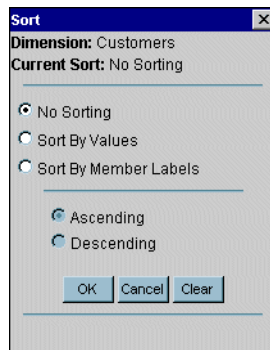 Sort
Dimension: Customers
Current Sort: No Sorting
No Sorting
Sort By Values
Sort By Member Labels
Ascending
Descending
OK Cancel Clear